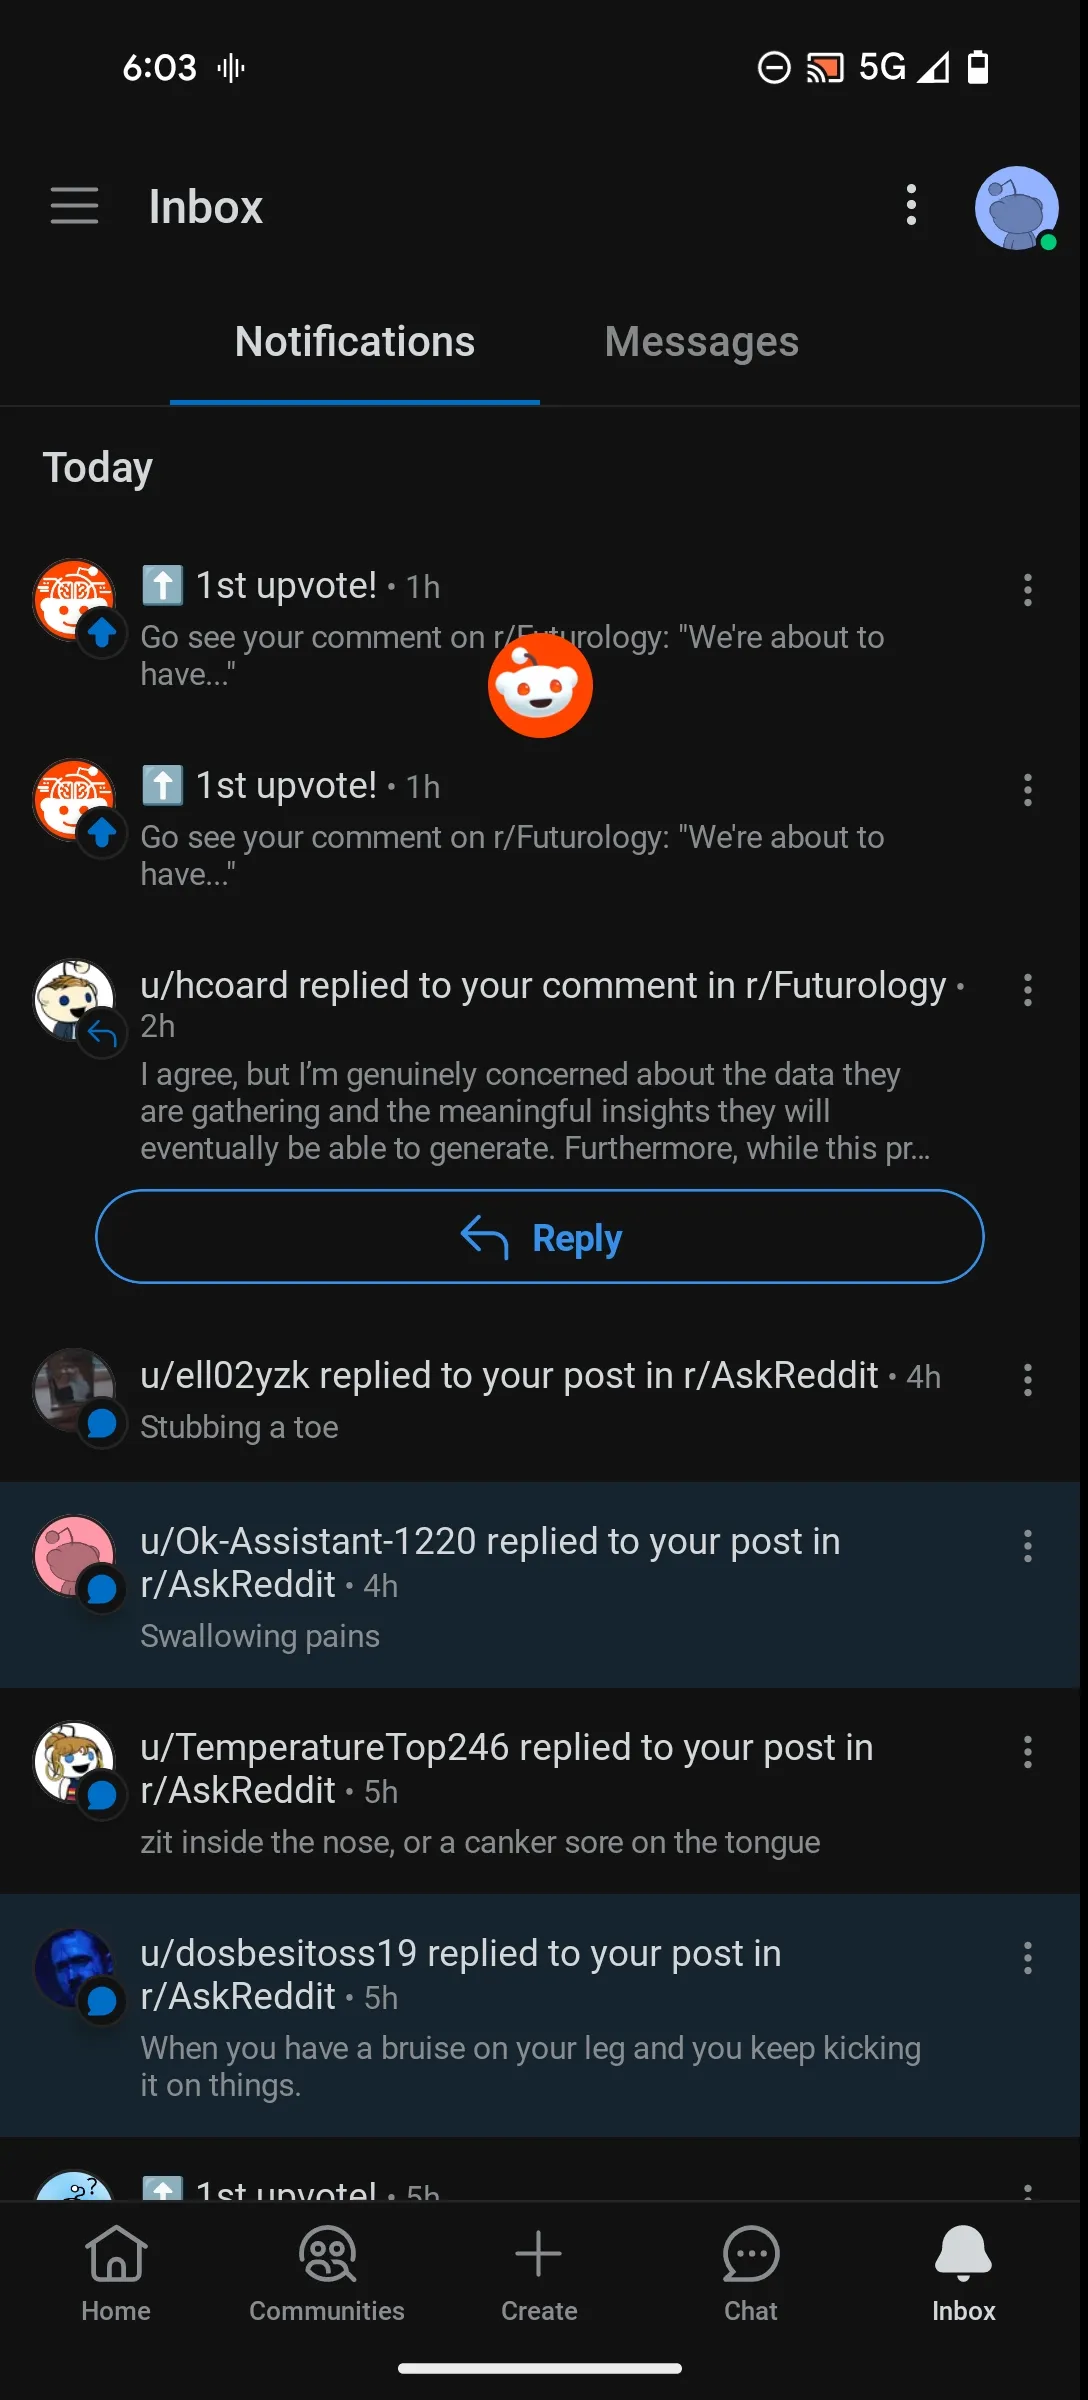 6:03
5G
Inbox
Notifications
Messages
Today
⬆️ 1st upvote! • 1h
Go see your comment on r/Futurology: "We're about to
have..."
⬆️ 1st upvote! • 1h
Go see your comment on r/Futurology: "We're about to
have..."
u/hcoard replied to your comment in r/Futurology •
2h
I agree, but I’m genuinely concerned about the data they
are gathering and the meaningful insights they will
eventually be able to generate. Furthermore, while this pr...
Reply
u/ell02yzk replied to your post in r/AskReddit • 4h
Stubbing a toe
u/Ok-Assistant-1220 replied to your post in
r/AskReddit • 4h
Swallowing pains
u/TemperatureTop246 replied to your post in
r/AskReddit • 5h
zit inside the nose, or a canker sore on the tongue
u/dosbesitoss19 replied to your post in
r/AskReddit • 5h
When you have a bruise on your leg and you keep kicking
it on things.
⬆️ 1st upvote! • 5h
Home
Communities
Create
Chat
Inbox